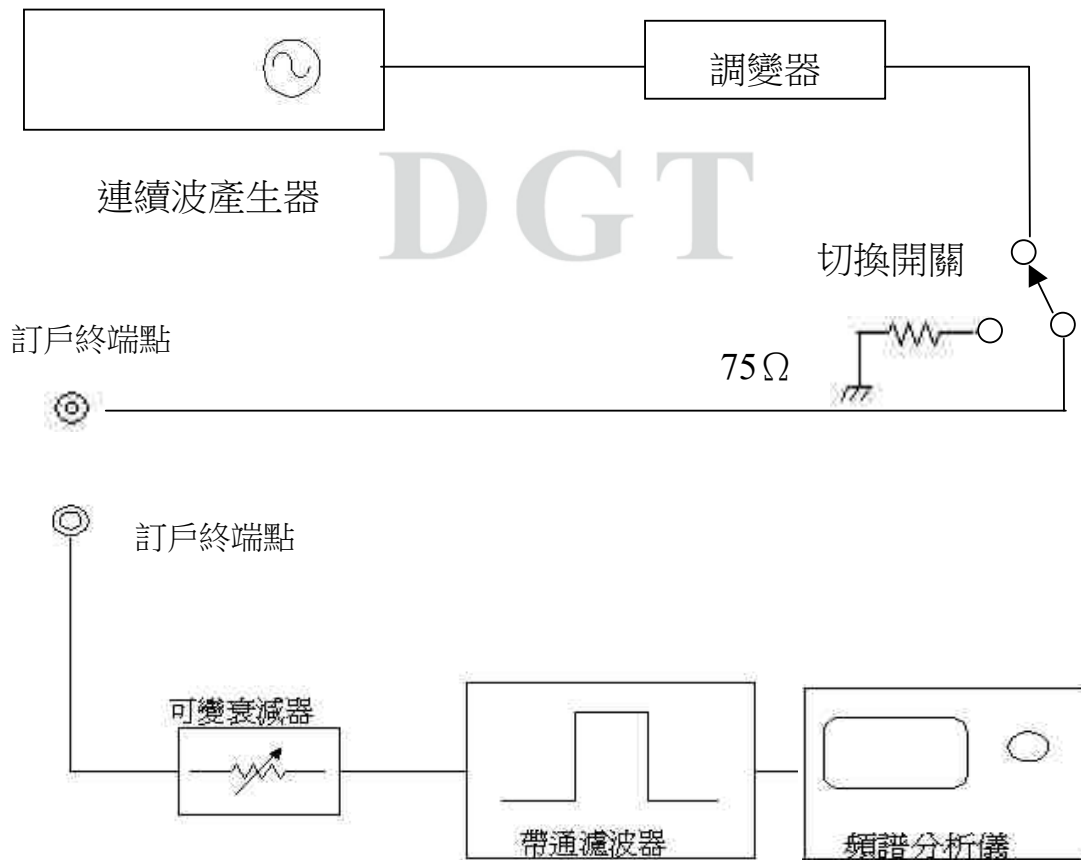 調變器
連續波產生器
DGT
切換開關
訂戶終端點
75Ω
訂戶終端點
可變衰減器
帶通濾波器
頻譜分析儀